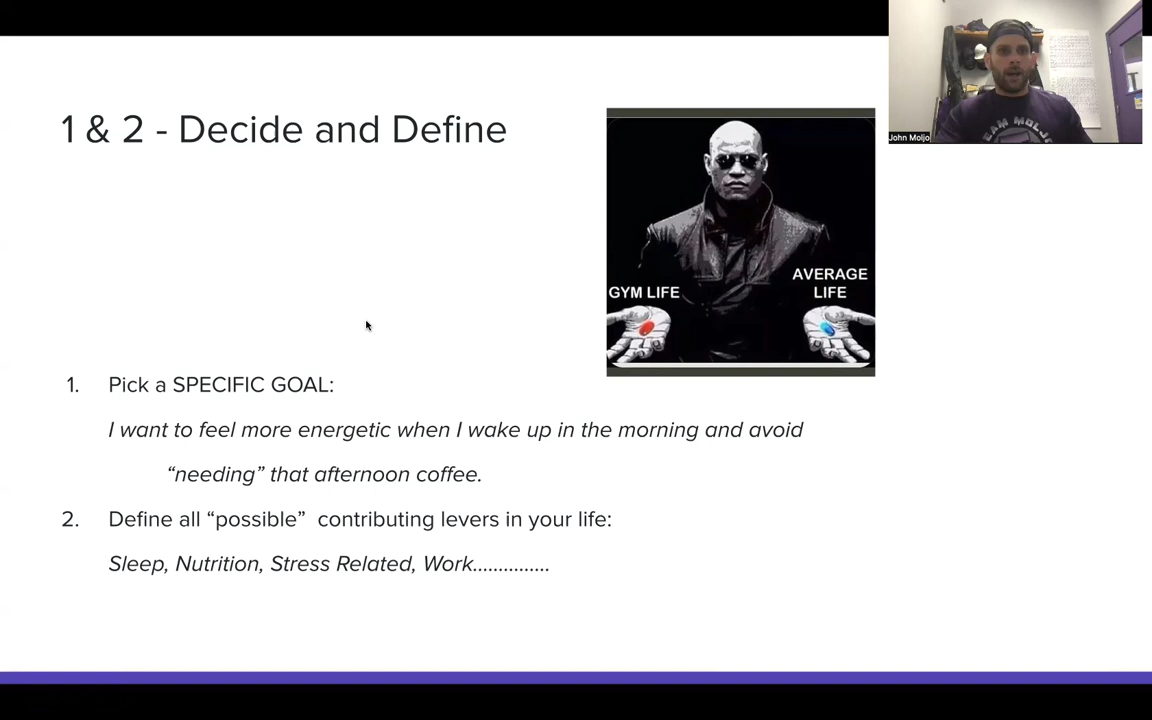 1 & 2 - Decide and Define
GYM LIFE
AVERAGE
LIFE
John Moljo
TEAM MOLJO
1. Pick a SPECIFIC GOAL:
I want to feel more energetic when I wake up in the morning and avoid
“needing” that afternoon coffee.
2. Define all “possible”  contributing levers in your life:
Sleep, Nutrition, Stress Related, Work...............